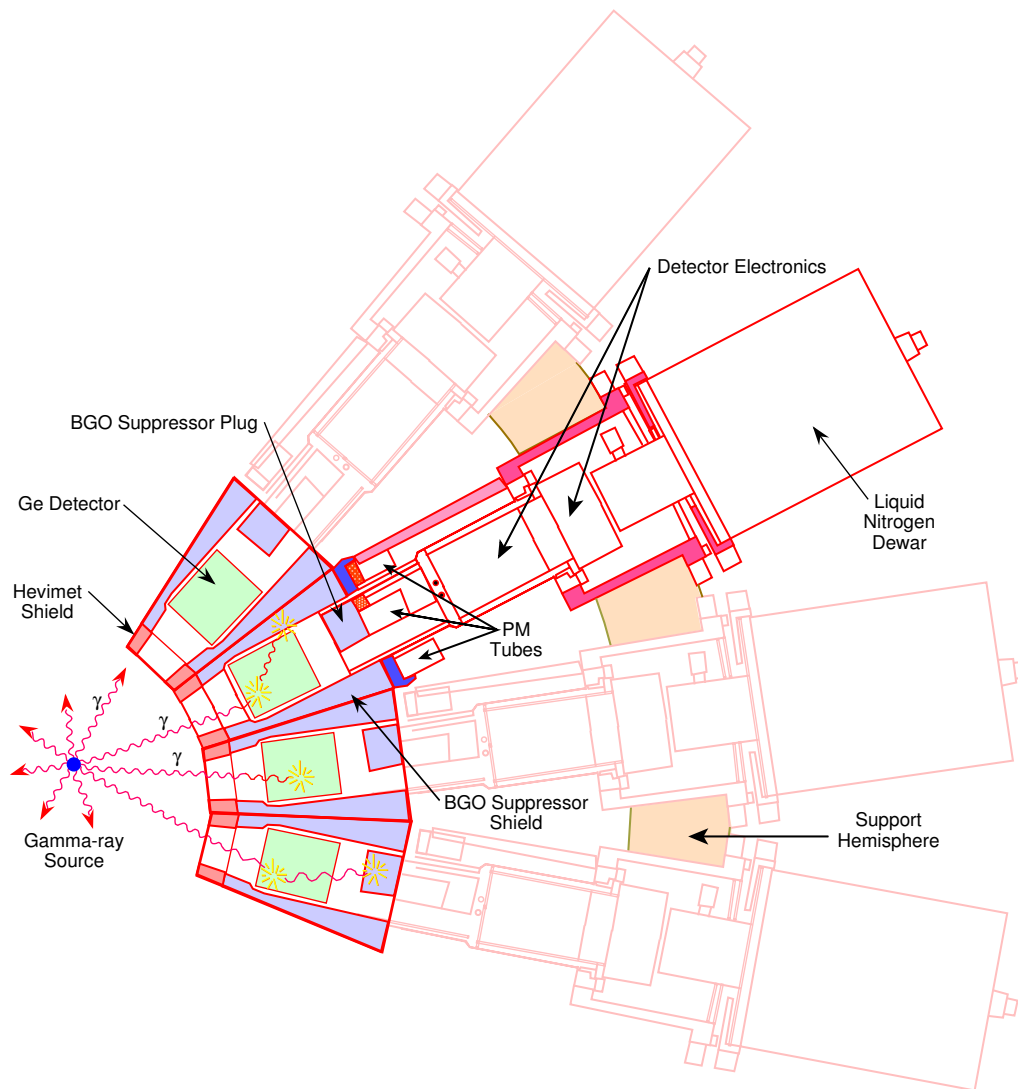 Detector Electronics
BGO Suppressor Plug
Ge Detector
Liquid
Nitrogen
Dewar
Hevimet
Shield
PM
Tubes
γ
γ
γ
BGO Suppressor
Shield
Support
Hemisphere
Gamma-ray
Source